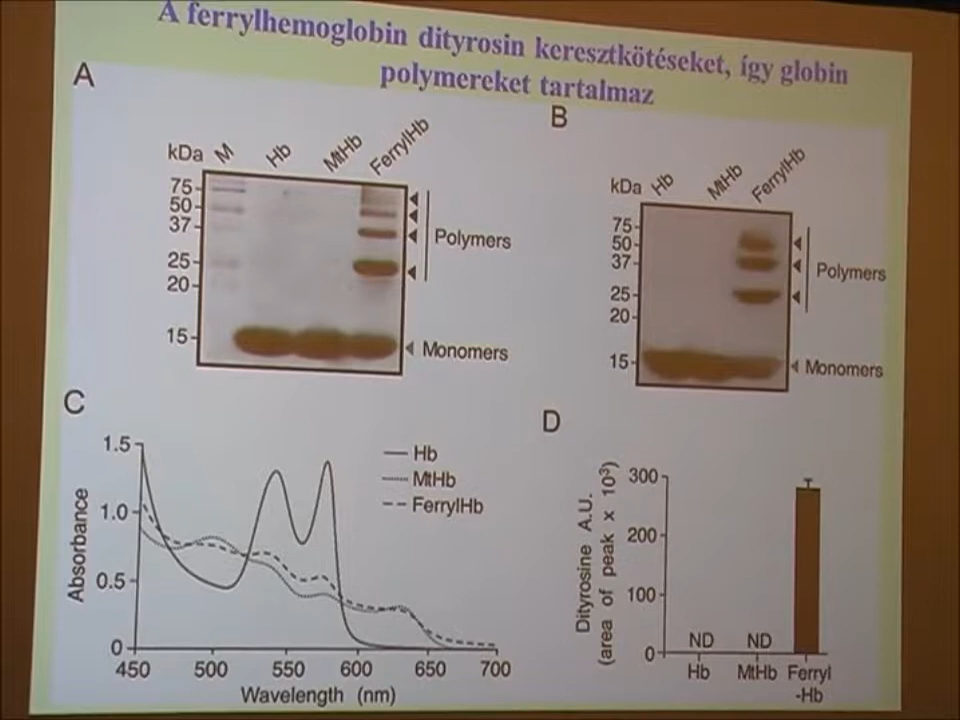 A ferrylhemoglobin dityrosin keresztkötéseket, így globin
polymereket tartalmaz
A
kDa M Hb MtHb FerrylHb
75
50
37
25
20
15
Polymers
Monomers
B
kDa Hb MtHb FerrylHb
75
50
37
25
20
15
Polymers
Monomers
C
Absorbance
1.5
1.0
0.5
0
450 500 550 600 650 700
Wavelength (nm)
Hb
MtHb
FerrylHb
D
Dityrosine A.U.
(area of peak x 10³)
300
200
100
0
ND ND
Hb MtHb Ferryl
-Hb